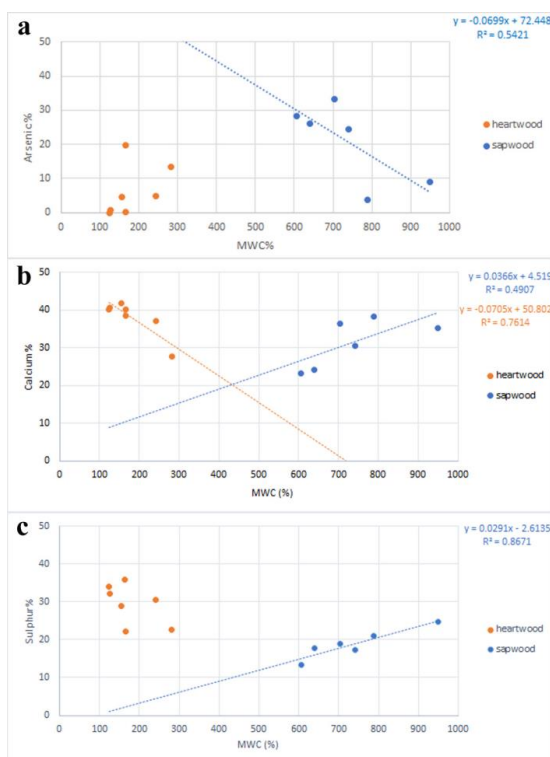 a
y = -0.0699x + 72.448
R² = 0.5421
50
40
30
20
10
0
Arsenic %
heartwood
sapwood
0 100 200 300 400 500 600 700 800 900 1000
MWC%
b
y = 0.0366x + 4.519
R² = 0.4907
y = -0.0705x + 50.802
R² = 0.7614
50
40
30
20
10
0
Calcium%
heartwood
sapwood
0 100 200 300 400 500 600 700 800 900 1000
MWC (%)
c
y = 0.0291x - 2.6135
R² = 0.8671
50
40
30
20
10
0
Sulphur%
heartwood
sapwood
0 100 200 300 400 500 600 700 800 900 1000
MWC (%)